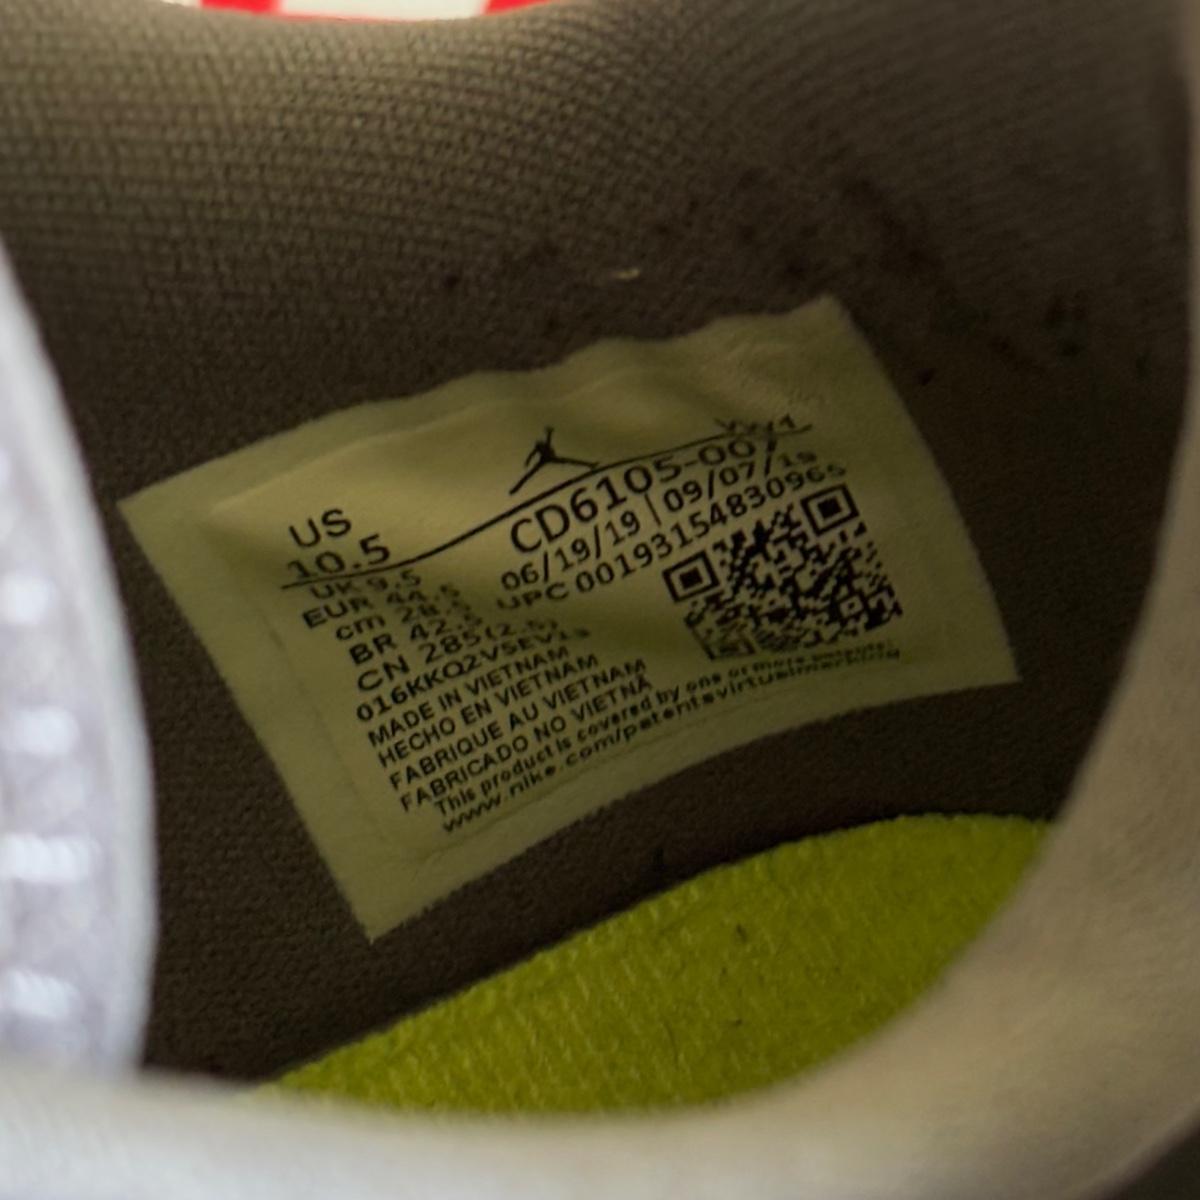 VW1
US
10.5
CD6105-007
06/19/19 | 09/07/19
UPC 00193154830965
UK 9.5
EUR 44.5
cm 28.5
BR 42.5
CN 285(2.5)
MADE IN VIETNAM
HECHO EN VIETNAM
FABRIQUE AU VIETNAM
FABRICADO NO VIETNÃ
This product is covered by one or more patents:
www.nike.com/patentsvirtualmarking